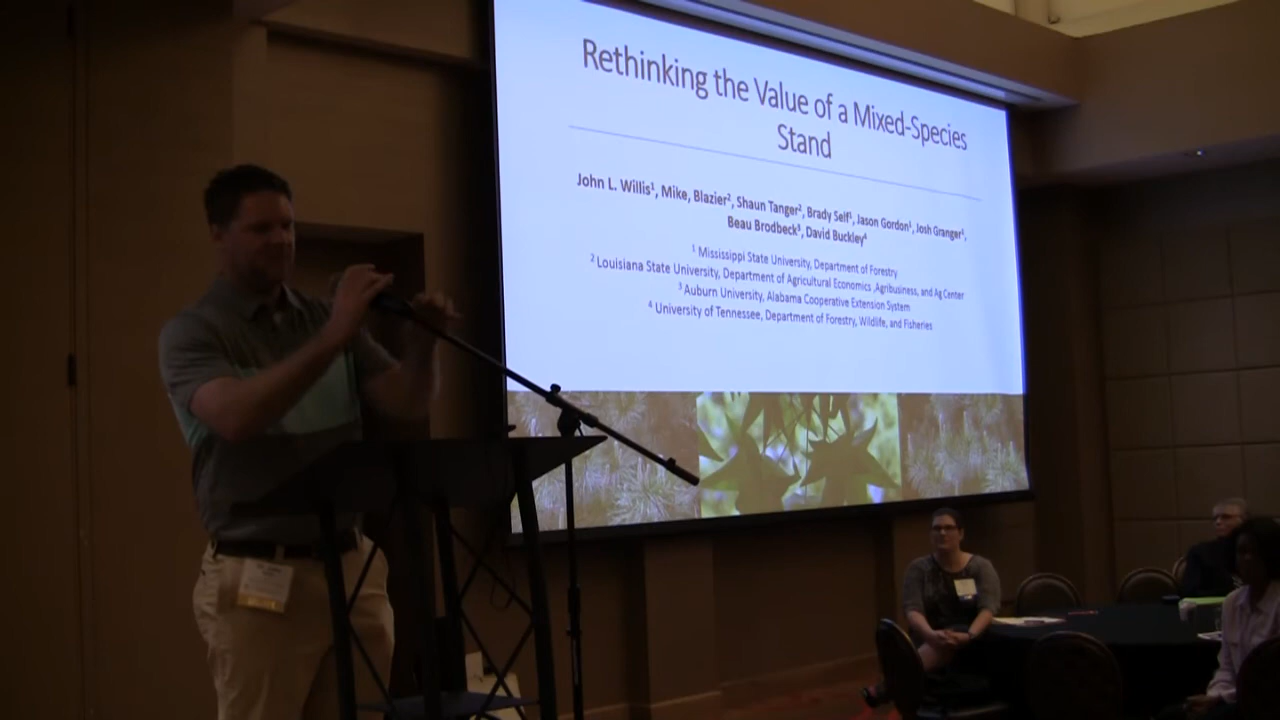 Rethinking the Value of a Mixed-Species
Stand
John L. Willis¹, Mike, Blazier², Shaun Tanger², Brady Self¹, Jason Gordon¹, Josh Granger¹,
Beau Brodbeck³, David Buckley⁴
¹ Mississippi State University, Department of Forestry
² Louisiana State University, Department of Agricultural Economics ,Agribusiness, and Ag Center
³ Auburn University, Alabama Cooperative Extension System
⁴ University of Tennessee, Department of Forestry, Wildlife, and Fisheries